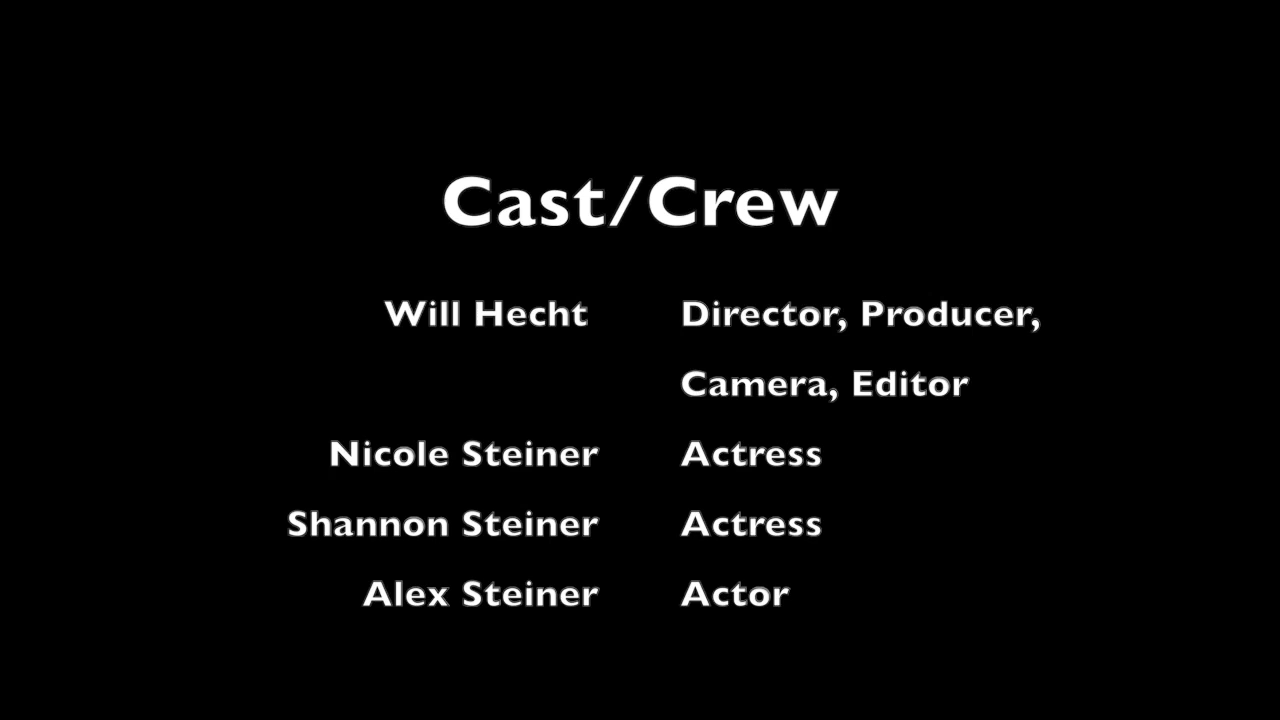 Cast/Crew
Will Hecht Director, Producer,
Camera, Editor
Nicole Steiner Actress
Shannon Steiner Actress
Alex Steiner Actor